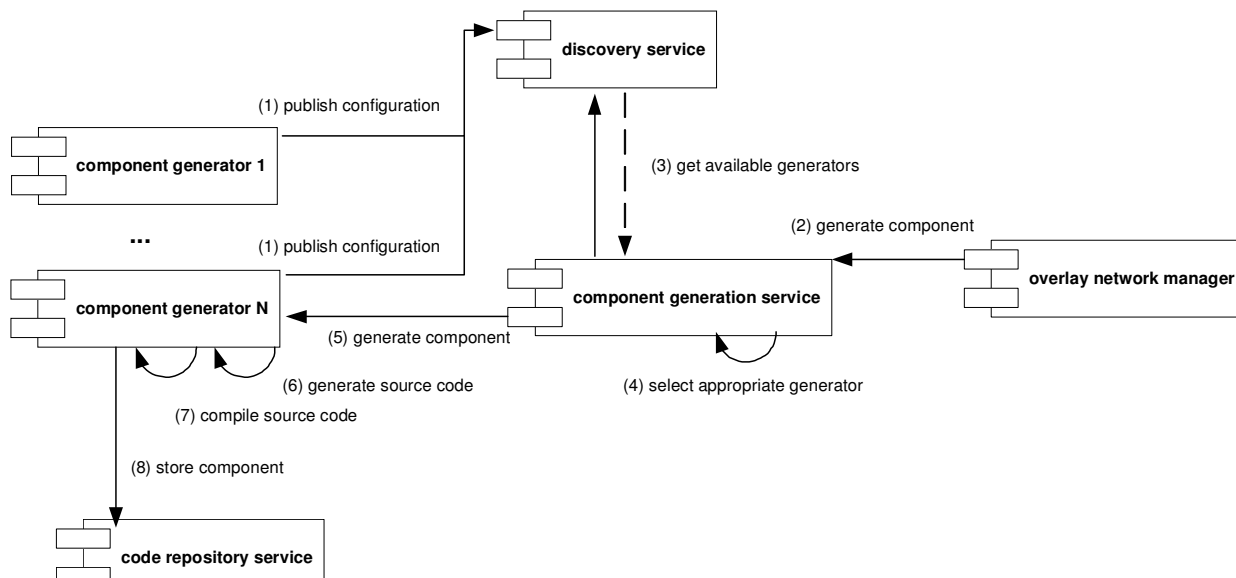 discovery service
(1) publish configuration
component generator 1
(3) get available generators
...
(1) publish configuration
(2) generate component
component generator N
component generation service
overlay network manager
(5) generate component
(6) generate source code
(4) select appropriate generator
(7) compile source code
(8) store component
code repository service